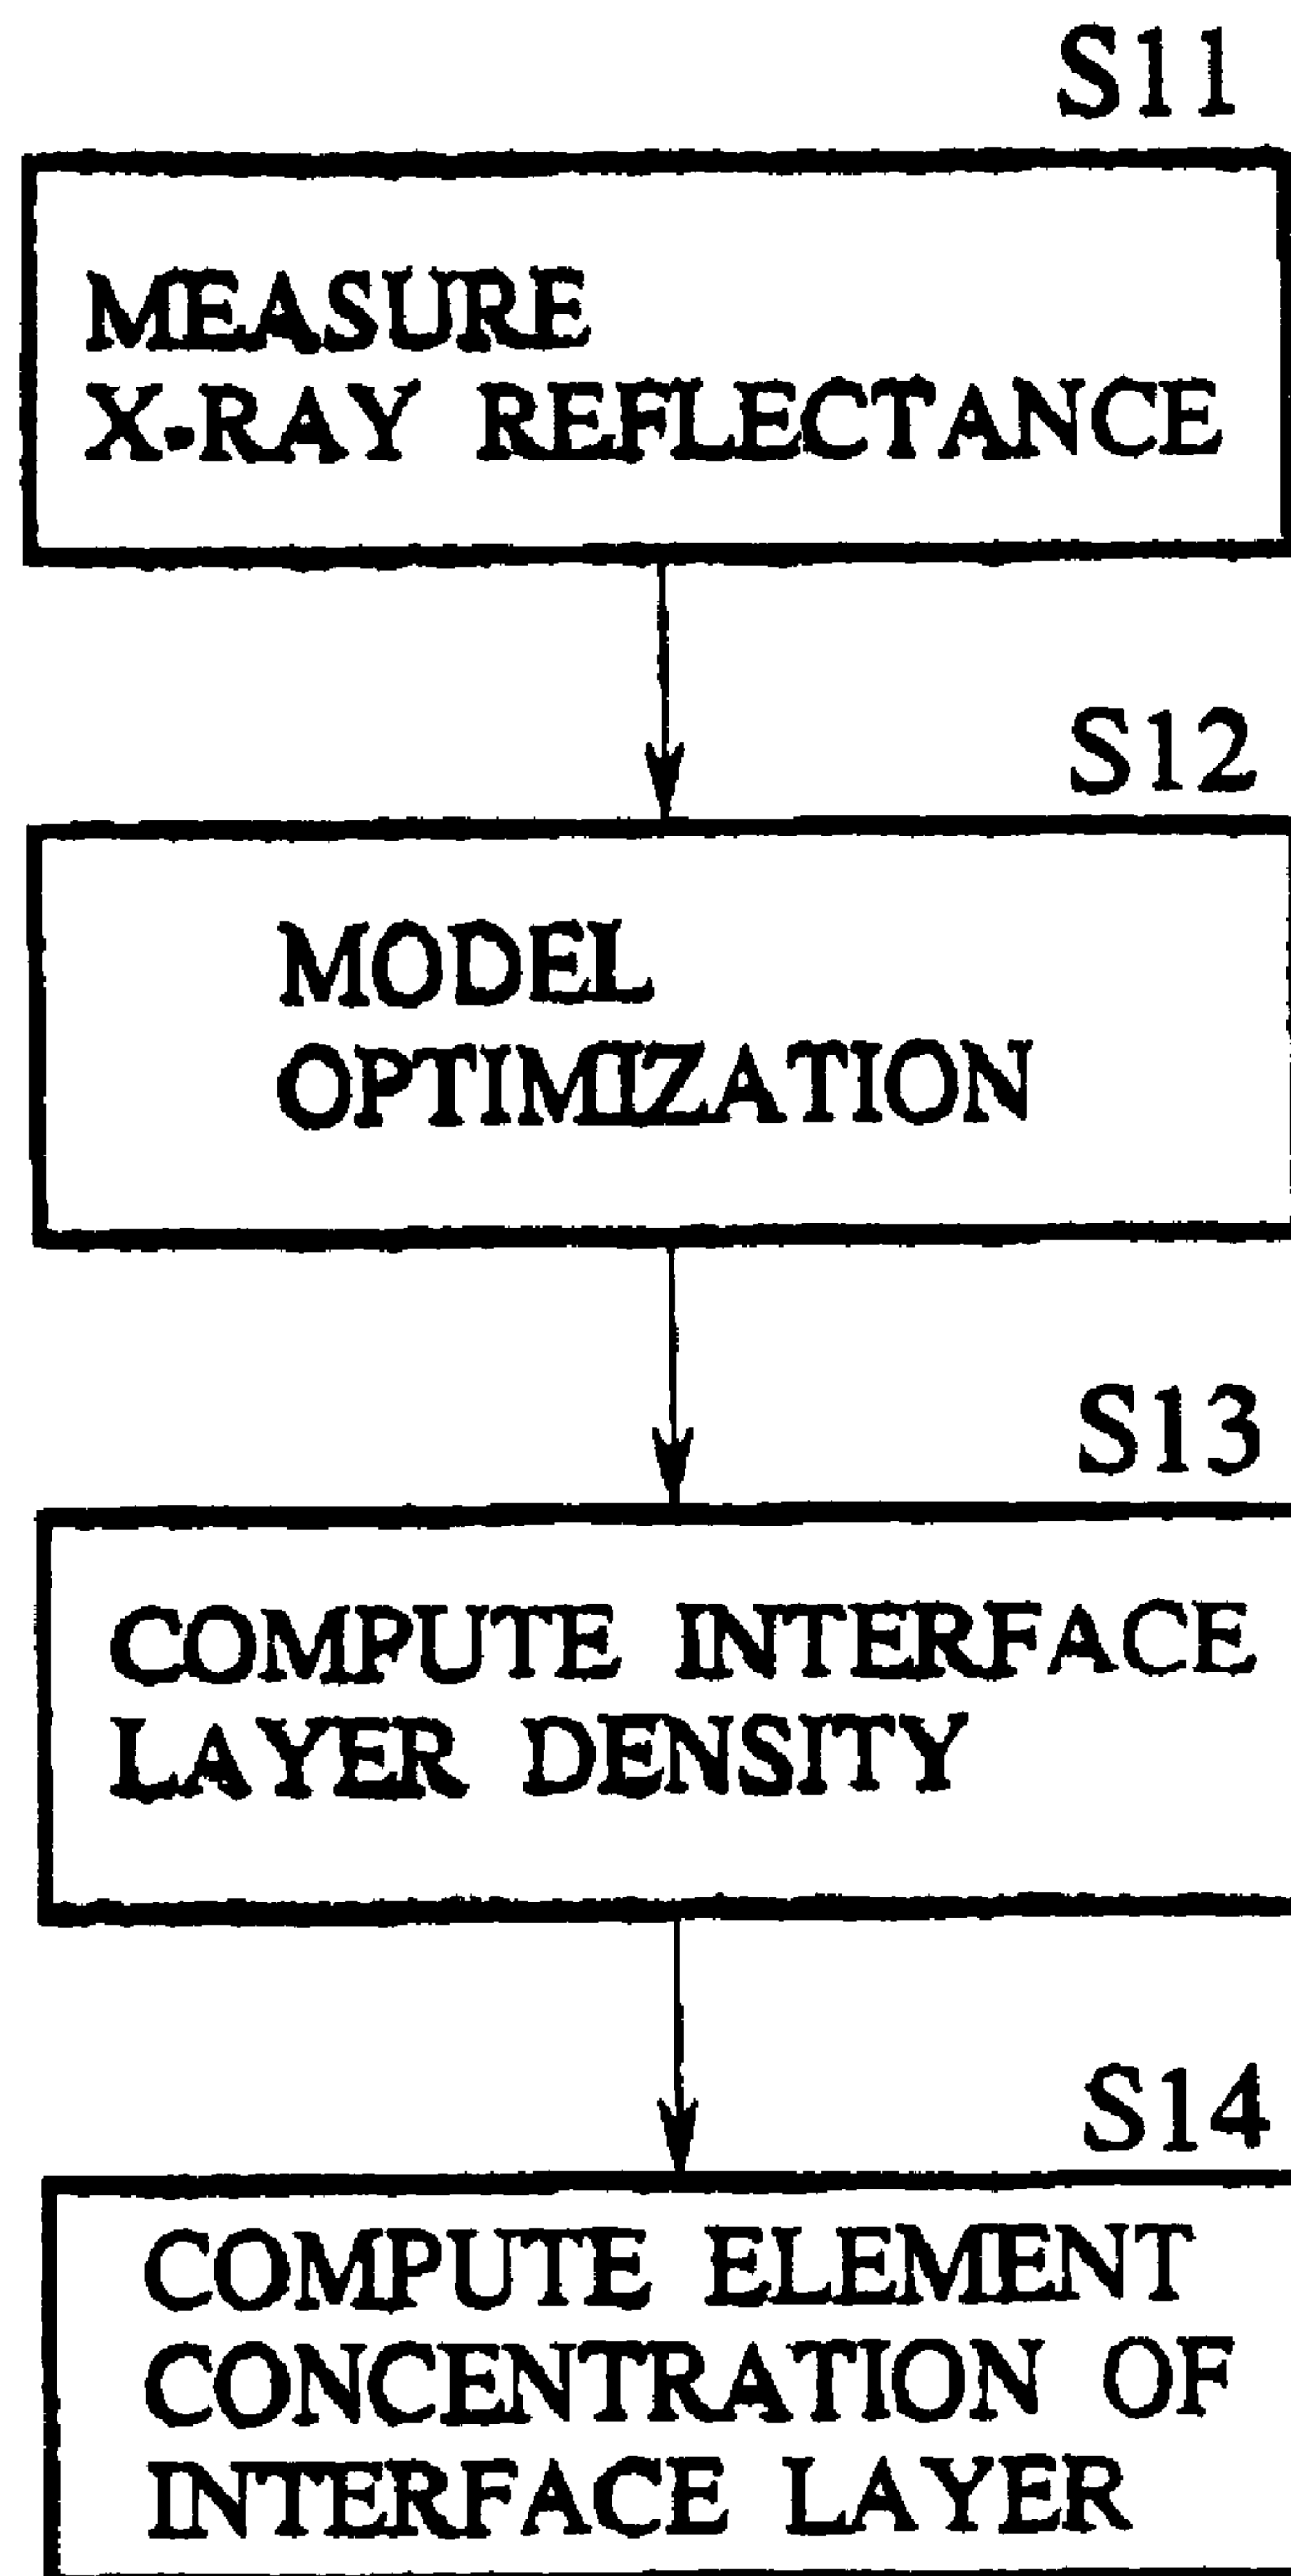 S11
MEASURE
X-RAY REFLECTANCE
S12
MODEL
OPTIMIZATION
S13
COMPUTE INTERFACE
LAYER DENSITY
S14
COMPUTE ELEMENT
CONCENTRATION OF
INTERFACE LAYER